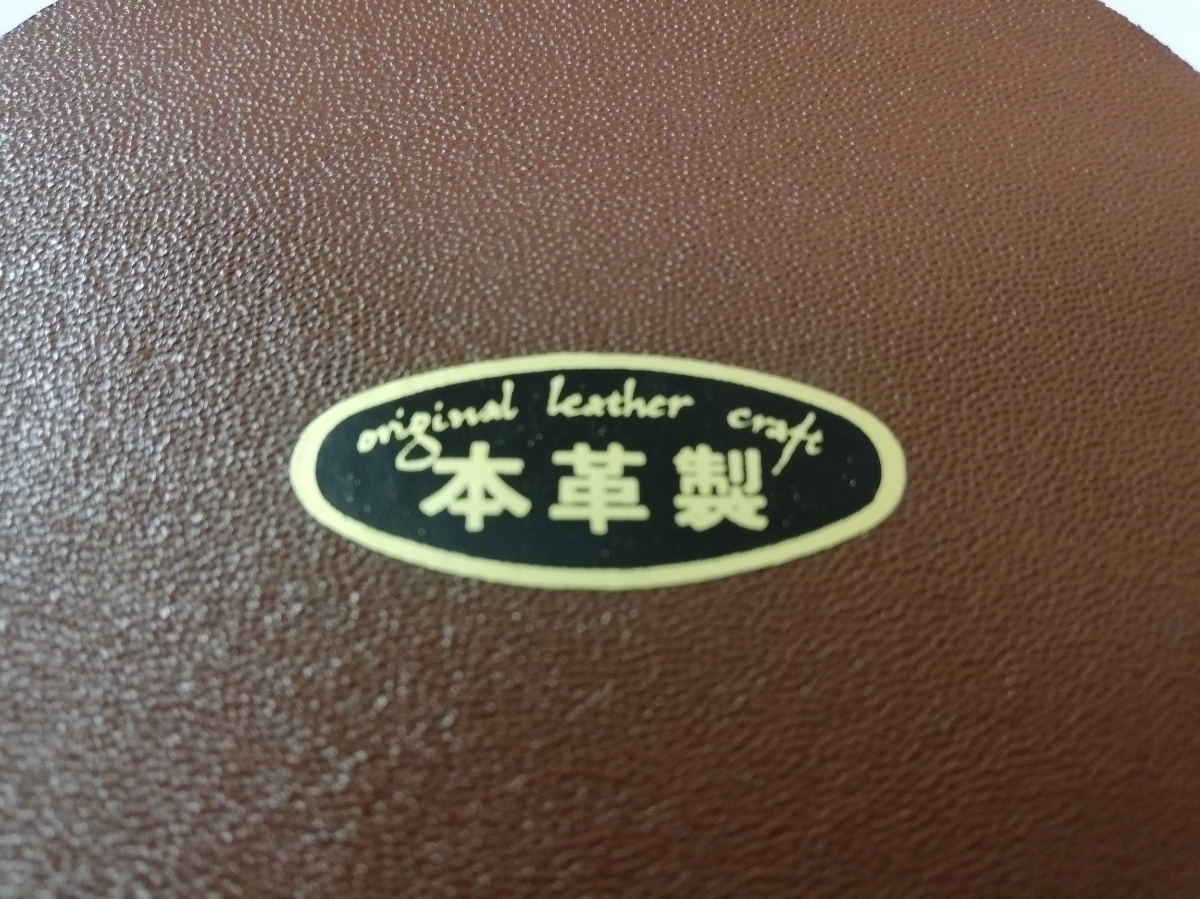 original leather craft
本革製